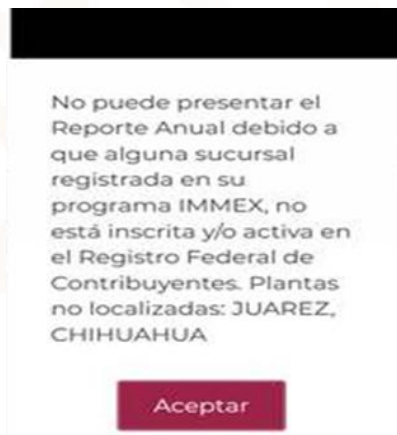 No puede presentar el
Reporte Anual debido a
que alguna sucursal
registrada en su
programa IMMEX, no
está inscrita y/o activa en
el Registro Federal de
Contribuyentes. Plantas
no localizadas: JUAREZ,
CHIHUAHUA
Aceptar